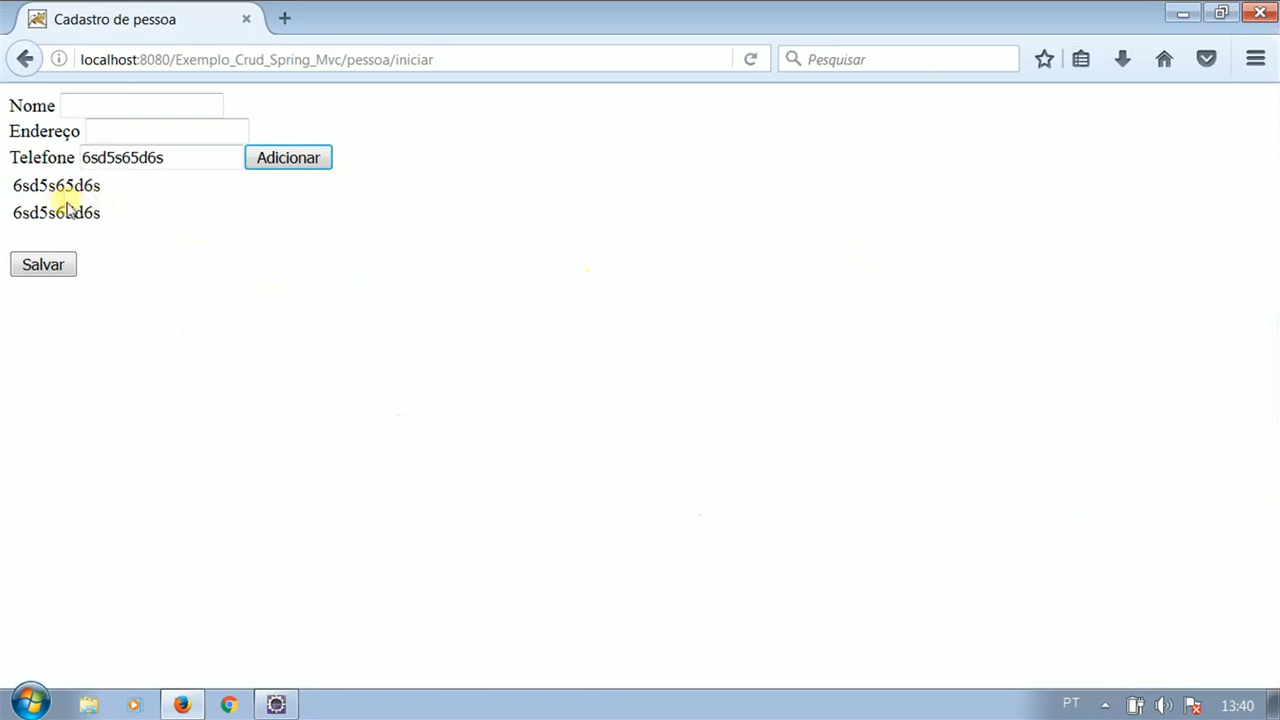 Cadastro de pessoa
localhost:8080/Exemplo_Crud_Spring_Mvc/pessoa/iniciar
Pesquisar
Nome
Endereço
Telefone 6sd5s65d6s Adicionar
6sd5s65d6s
6sd5s65d6s
Salvar
PT 13:40